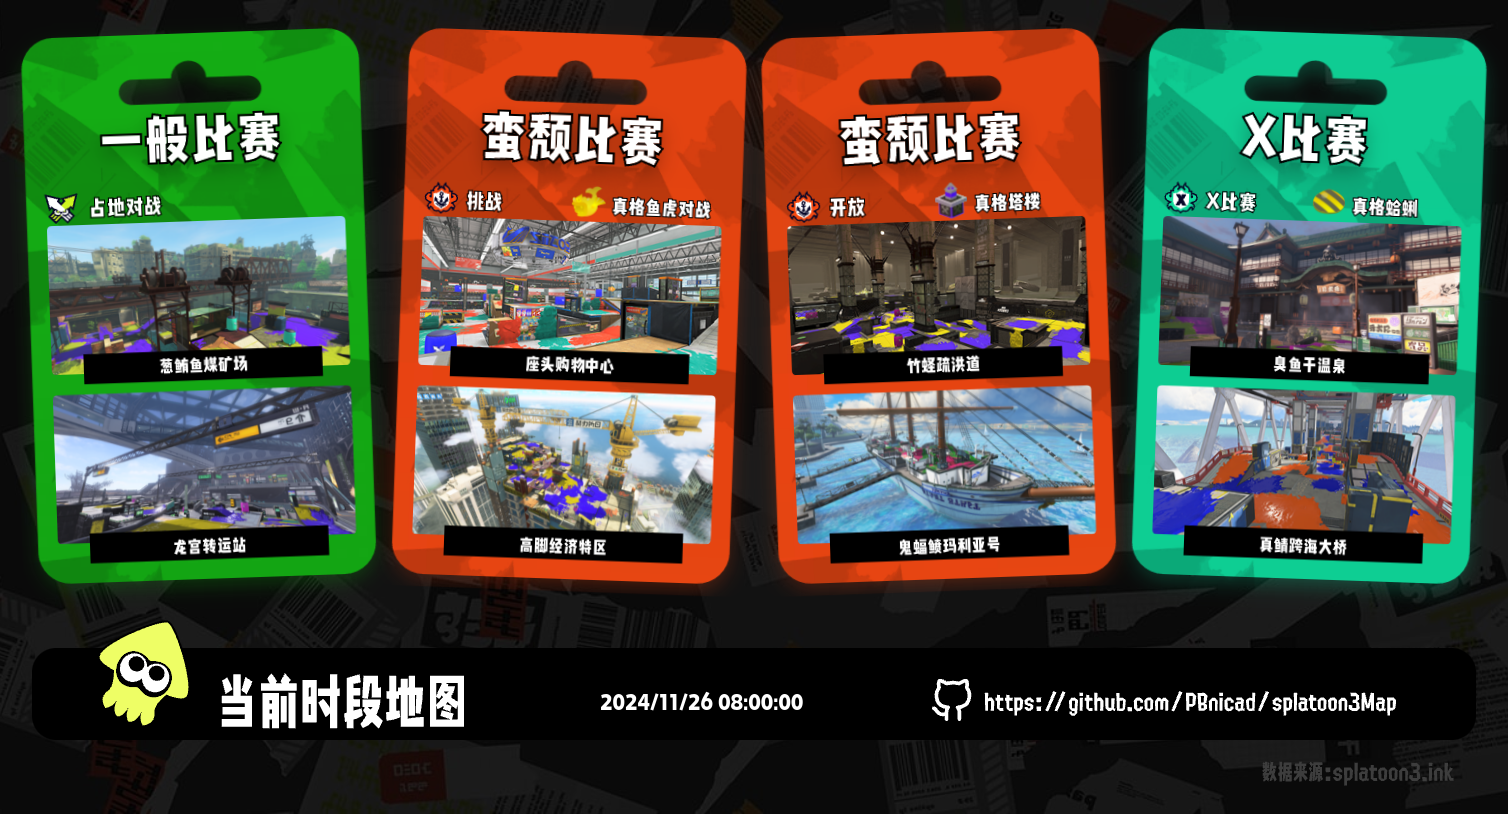 一般比赛
占地对战
葱鲔鱼煤矿场
龙宫转运站
蛮颓比赛
挑战
真格鱼虎对战
座头购物中心
高脚经济特区
蛮颓比赛
开放
真格塔楼
竹蛏疏洪道
鬼蝠鲼玛利亚号
X比赛
X比赛
真格蛤蜊
臭鱼干温泉
真鲭跨海大桥
当前时段地图
2024/11/26 08:00:00
https://github.com/PBnicad/splatoon3Map
数据来源:splatoon3.ink